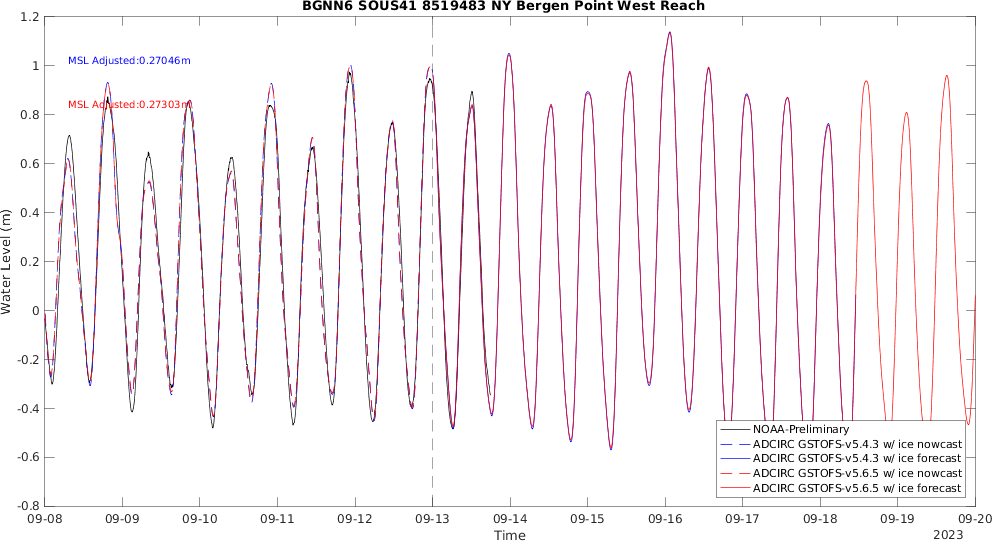 BGNN6 SOUS41 8519483 NY Bergen Point West Reach
1.2
1
0.8
0.6
0.4
0.2
0
-0.2
-0.4
-0.6
-0.8
Water Level (m)
MSL Adjusted:0.27046m
MSL Adjusted:0.27303m
NOAA-Preliminary
ADCIRC GSTOFS-v5.4.3 w/ ice nowcast
ADCIRC GSTOFS-v5.4.3 w/ ice forecast
ADCIRC GSTOFS-v5.6.5 w/ ice nowcast
ADCIRC GSTOFS-v5.6.5 w/ ice forecast
09-08 09-09 09-10 09-11 09-12 09-13 09-14 09-15 09-16 09-17 09-18 09-19 09-20
Time
2023